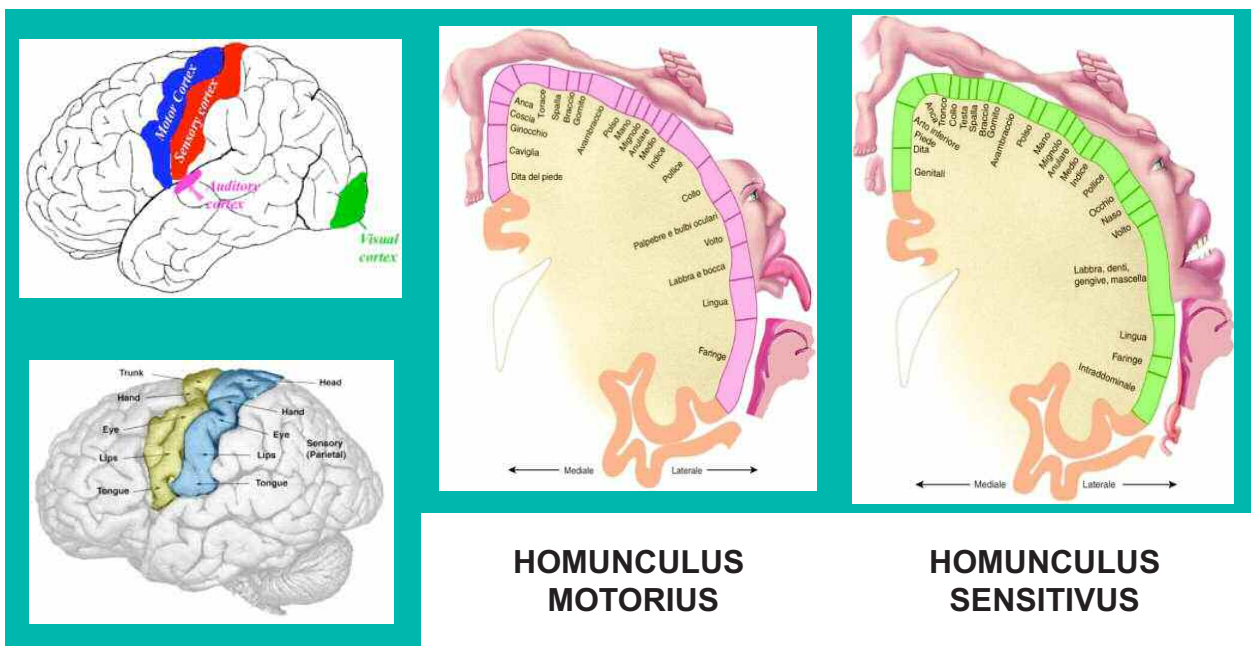 Motor Cortex
Sensory cortex
Auditory
cortex
Visual
cortex
Trunk
Head
Hand
Hand
Eye
Eye
Lips
Lips
Sensory
(Parietal)
Tongue
Tongue
Anca
Coscia
Ginocchio
Caviglia
Dita del piede
Torace
Spalla
Braccio
Gomito
Avambraccio
Polso
Mano
Mignolo
Anulare
Medio
Indice
Pollice
Collo
Palpebre e bulbi oculari
Volto
Labbra e bocca
Lingua
Faringe
Mediale
Laterale
Anca
Tronco
Collo
Testa
Spalla
Braccio
Gomito
Avambraccio
Polso
Mano
Mignolo
Anulare
Medio
Indice
Pollice
Occhio
Naso
Volto
Arto inferiore
Piede
Dita
Genitali
Labbra, denti,
gengive, mascella
Lingua
Faringe
Intraddominale
Mediale
Laterale
HOMUNCULUS
MOTORIUS
HOMUNCULUS
SENSITIVUS